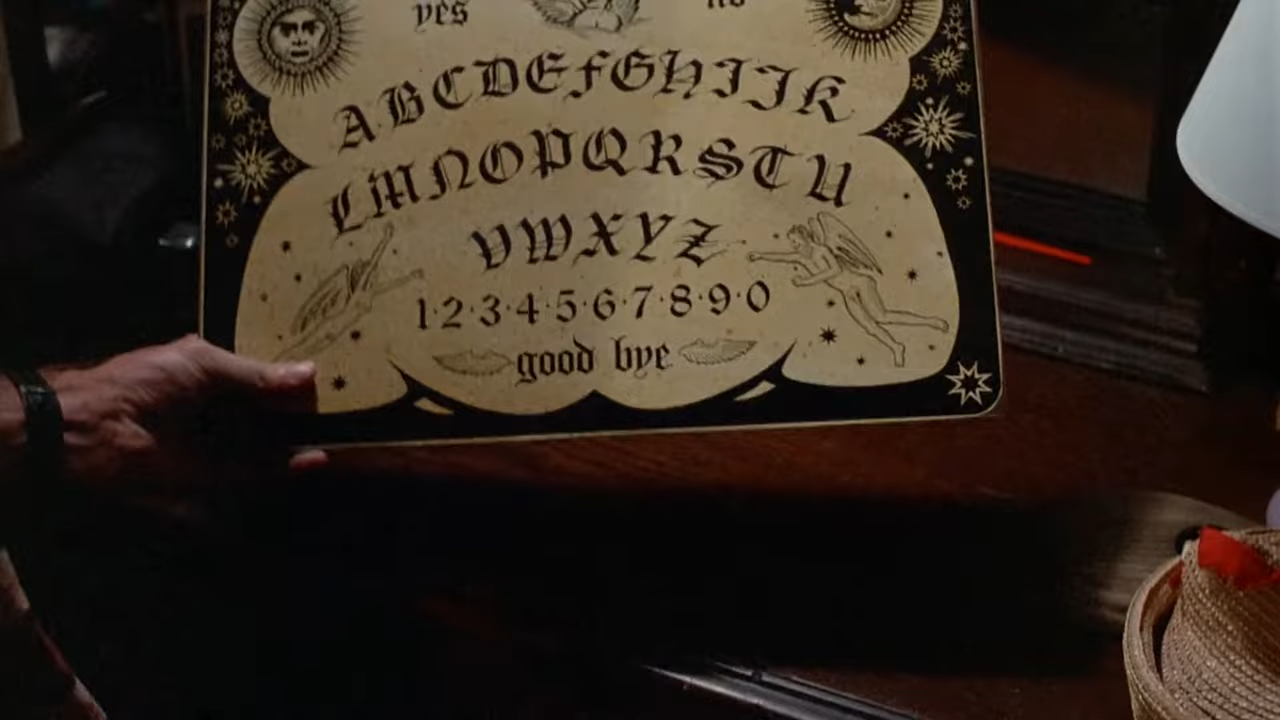 yes no
ABCDEFGHIJK
LMNOPQRSTU
VWXYZ
1·2·3·4·5·6·7·8·9·0
good bye